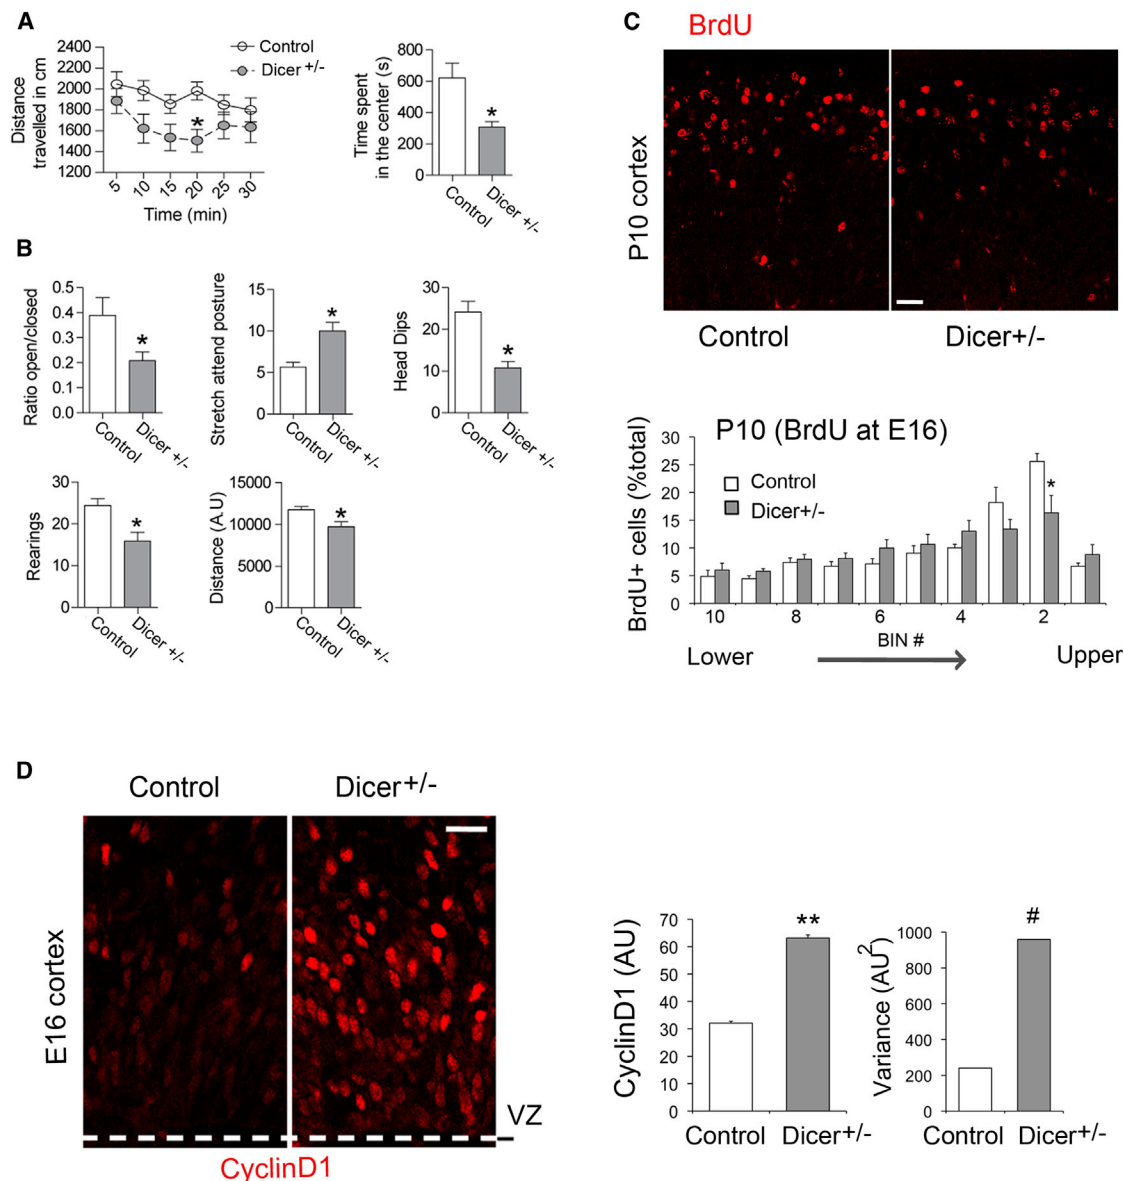 A
Distance
travelled in cm
2400
2200
2000
1800
1600
1400
1200
Control
Dicer +/-
*
5 10 15 20 25 30
Time (min)
Time spent
in the center (s)
800
600
400
200
0
*
Control
Dicer +/-
B
Ratio open/closed
0.5
0.4
0.3
0.2
0.1
0.0
*
Control
Dicer +/-
Stretch attend posture
15
10
5
0
*
Control
Dicer +/-
Head Dips
30
20
10
0
*
Control
Dicer +/-
Rearings
30
20
10
0
*
Control
Dicer +/-
Distance (A.U)
15000
10000
5000
0
*
Control
Dicer +/-
C
BrdU
P10 cortex
Control Dicer+/-
P10 (BrdU at E16)
BrdU+ cells (%total)
30
25
20
15
10
5
0
Control
Dicer+/-
*
10 8 6 4 2
BIN #
Lower Upper
D
Control Dicer+/-
E16 cortex
VZ
CyclinD1
CyclinD1 (AU)
70
60
50
40
30
20
10
0
**
Control Dicer+/-
Variance (AU2)
1000
800
600
400
200
0
#
Control Dicer+/-